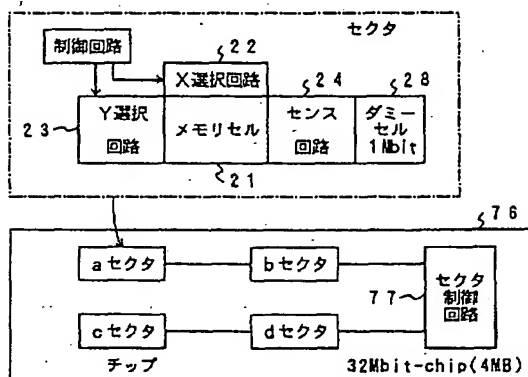 セクタ
制御回路
22
X選択回路
24
28
23
Y選択
回路
メモリセル
センス
回路
ダミー
セル
1Mbit
21
76
aセクタ
bセクタ
セクタ
制御
回路
77
cセクタ
dセクタ
チップ
32Mbit-chip(4MB)